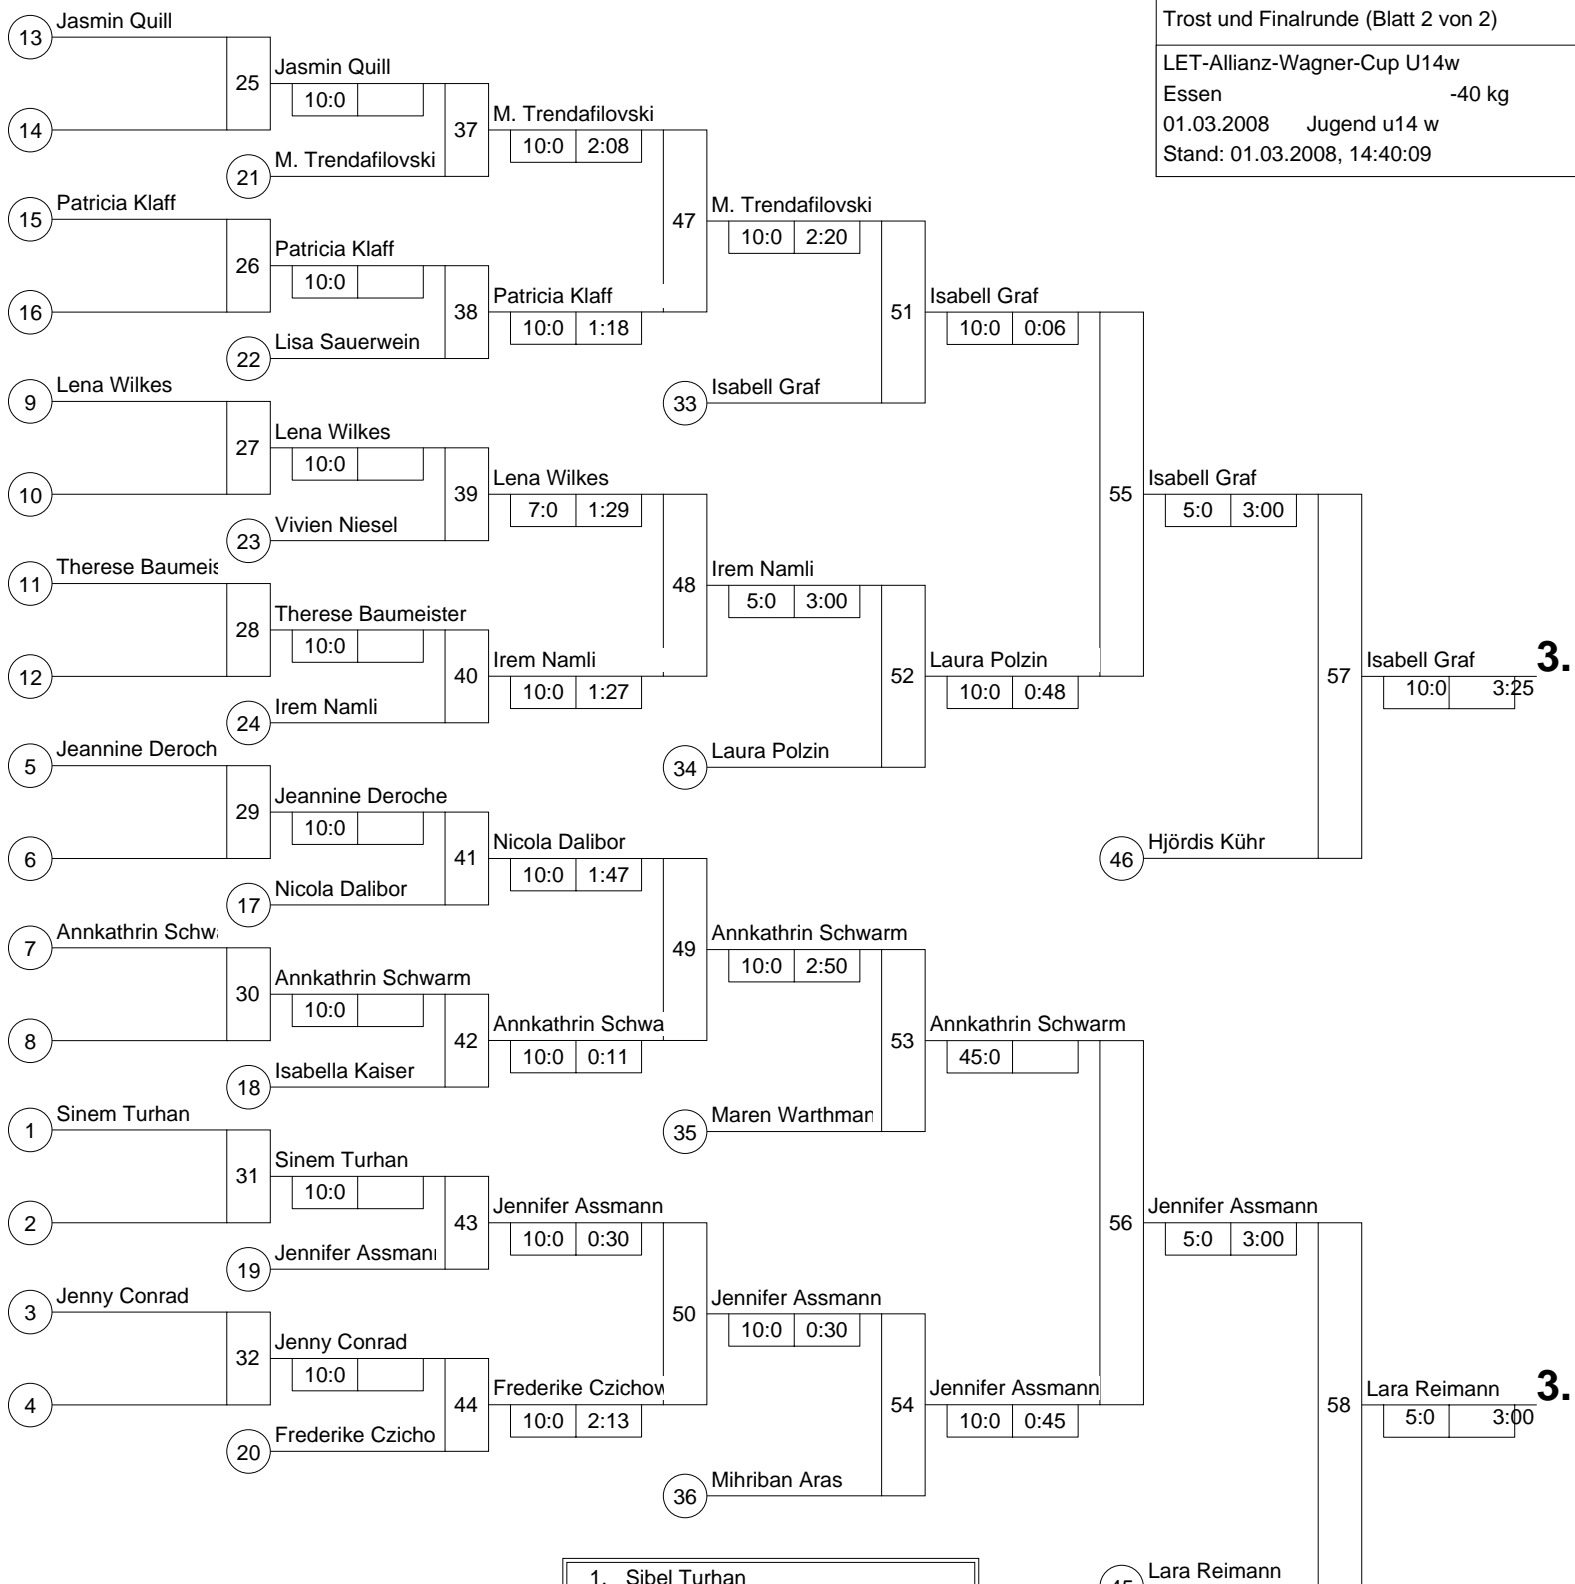 Trost und Finalrunde (Blatt 2 von 2)
LET-Allianz-Wagner-Cup U14w
Essen -40 kg
01.03.2008 Jugend u14 w
Stand: 01.03.2008, 14:40:09
13 Jasmin Quill
25 Jasmin Quill
10:0
14
37 M. Trendafilovski
10:0 2:08
21 M. Trendafilovski
15 Patricia Klaff
47 M. Trendafilovski
10:0 2:20
26 Patricia Klaff
10:0
16
38 Patricia Klaff
10:0 1:18
22 Lisa Sauerwein
51 Isabell Graf
10:0 0:06
9 Lena Wilkes
33 Isabell Graf
27 Lena Wilkes
10:0
10
39 Lena Wilkes
7:0 1:29
55 Isabell Graf
5:0 3:00
23 Vivien Niesel
11 Therese Baumeis
48 Irem Namli
5:0 3:00
28 Therese Baumeister
10:0
12
40 Irem Namli
10:0 1:27
52 Laura Polzin
10:0 0:48
57 Isabell Graf 3.
10:0 3:25
24 Irem Namli
5 Jeannine Deroch
34 Laura Polzin
29 Jeannine Deroche
10:0
6
41 Nicola Dalibor
10:0 1:47
46 Hjördis Kühr
17 Nicola Dalibor
7 Annkathrin Schw
49 Annkathrin Schwarm
10:0 2:50
30 Annkathrin Schwarm
10:0
8
42 Annkathrin Schwa
10:0 0:11
53 Annkathrin Schwarm
45:0
18 Isabella Kaiser
1 Sinem Turhan
35 Maren Warthman
31 Sinem Turhan
10:0
2
43 Jennifer Assmann
10:0 0:30
56 Jennifer Assmann
5:0 3:00
19 Jennifer Assman
3 Jenny Conrad
50 Jennifer Assmann
10:0 0:30
32 Jenny Conrad
10:0
4
44 Frederike Czichow
10:0 2:13
54 Jennifer Assmann
10:0 0:45
58 Lara Reimann 3.
5:0 3:00
20 Frederike Czicho
36 Mihriban Aras
1. Sibel Turhan
45 Lara Reimann